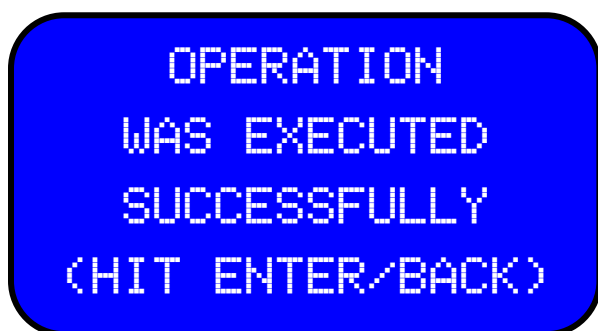 OPERATION
WAS EXECUTED
SUCCESSFULLY
(HIT ENTER/BACK)